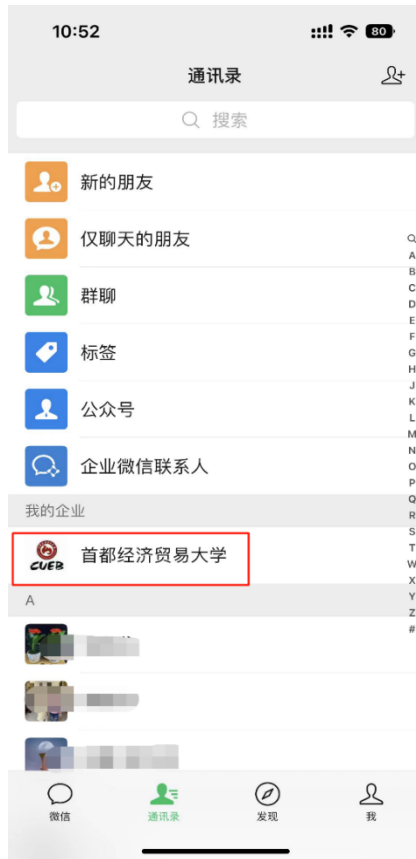 10:52
80
通讯录
搜索
新的朋友
仅聊天的朋友
群聊
标签
公众号
企业微信联系人
我的企业
CUEB 首都经济贸易大学
A
A
B
C
D
E
F
G
H
J
K
L
M
N
O
P
Q
R
S
T
W
X
Y
Z
#
微信 通讯录 发现 我